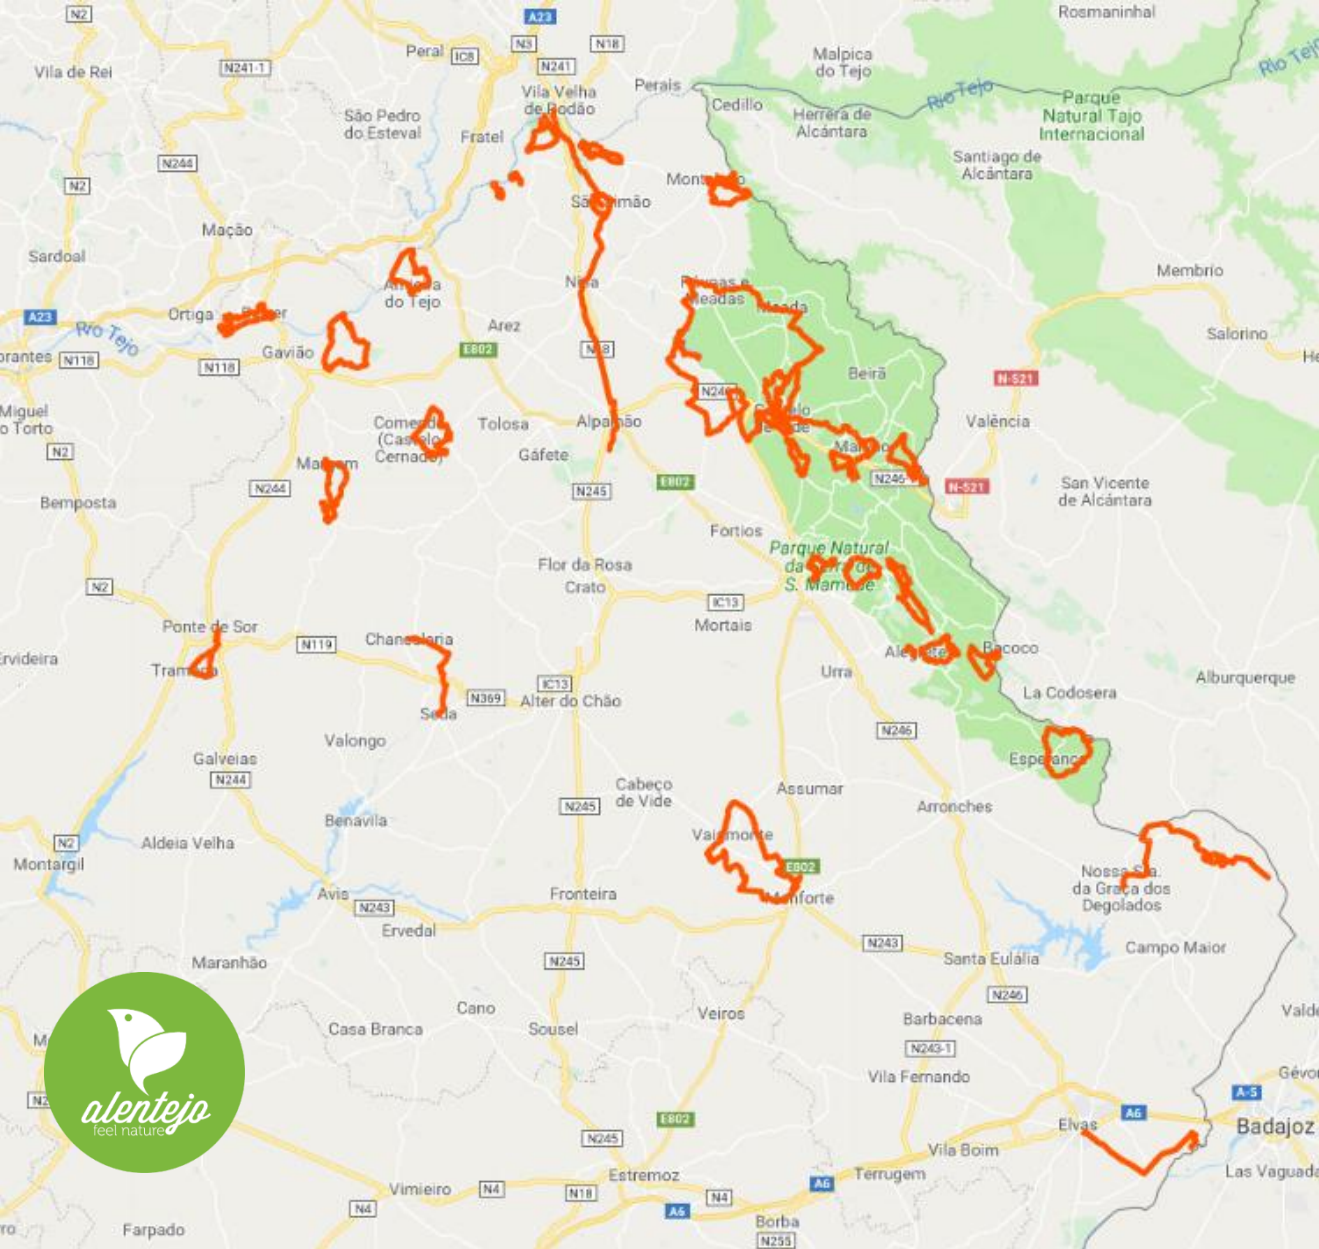 N2
A23
Rosmaninhal
Peral
IC8
N3
N18
Malpica
do Tejo
Vila de Rei
N241-1
N241
Rio Tejo
Vila Velha
de Rodão
Perais
Rio Tejo
Cedillo
Parque
Natural Tajo
Internacional
São Pedro
do Esteval
Herrera de
Alcántara
Fratel
N244
Santiago de
Alcántara
N2
Mação
Sardoal
Membrio
do Tejo
Meadas
A23
Ortiga
Rio Tejo
Arez
Salorino
N118
N118
Gavião
E802
Beirã
N-521
Miguel
o Torto
Tolosa
Valência
N2
Gáfete
N244
N245
E802
N246
N-521
San Vicente
de Alcántara
Bemposta
Fortios
Parque Natural
Flor da Rosa
Crato
N2
IC13
Mortais
Ponte de Sor
N119
Ervideira
Urra
La Codosera
Alburquerque
IC13
N369
Alter do Chão
Valongo
N246
Galveias
N244
Cabeço
de Vide
Assumar
Arronches
N245
Benavila
N2
Aldeia Velha
Montargil
E802
da Graça dos
Degolados
Avis
N243
Fronteira
Ervedal
N243
Santa Eulália
Campo Maior
N245
Maranhão
N246
Cano
Casa Branca
Sousel
Veiros
Barbacena
N243-1
Vila Fernando
A-5
A6
Elvas
Badajoz
E802
N245
Vila Boim
Terrugem
Las Vaguada
Estremoz
A6
Vimieiro
N4
N18
N4
N4
A6
Farpado
Borba
N255
alentejo
feel nature